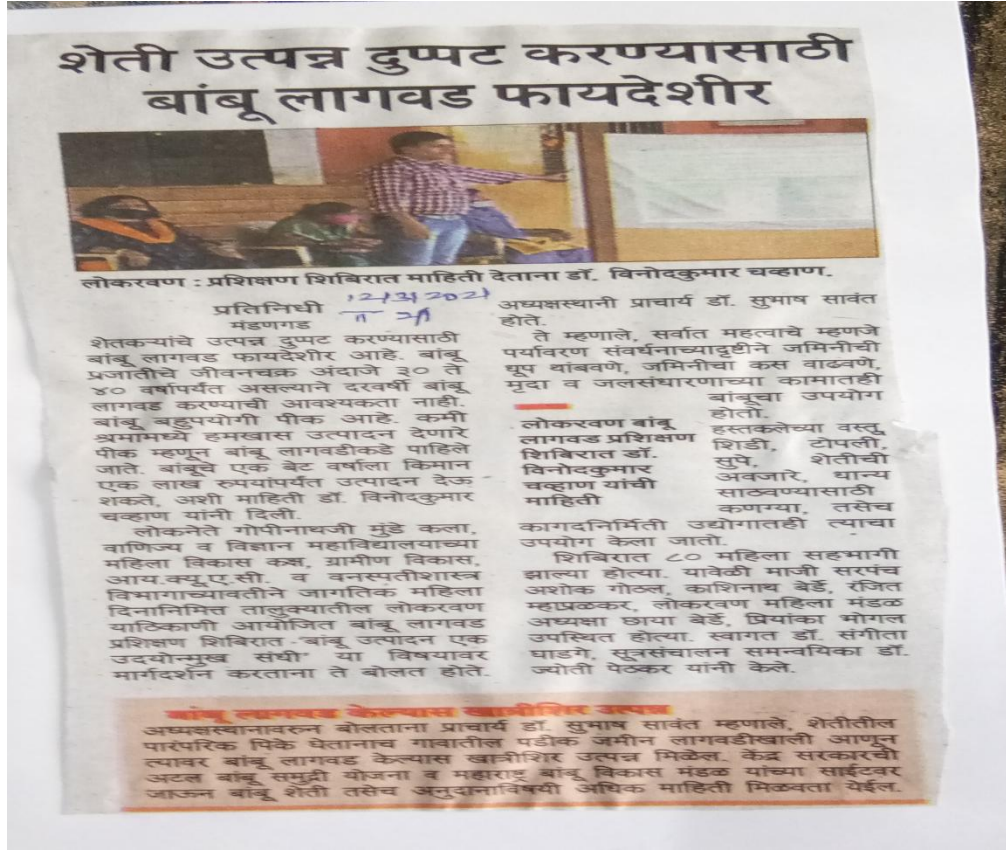 शेती उत्पन्न दुप्पट करण्यासाठी
बांबू लागवड फायदेशीर
लोकरवण : प्रशिक्षण शिबिरात माहिती देताना डॉ. विनोदकुमार चव्हाण.
प्रतिनिधी
12/3/2021
मंडणगड
शेतकऱ्यांचे उत्पन्न दुप्पट करण्यासाठी
बांबू लागवड फायदेशीर आहे. बांबू
प्रजातीचे जीवनचक्र अंदाजे ३० ते
४० वर्षांपर्यंत असल्याने दरवर्षी बांबू
लागवड करण्याची आवश्यकता नाही.
बांबू बहुपयोगी पीक आहे. कमी
श्रमामध्ये हमखास उत्पादन देणारे
पीक म्हणून बांबू लागवडीकडे पाहिले
जाते. बांबूचे एक बेट वर्षाला किमान
एक लाख रुपयांपर्यंत उत्पादन देऊ
शकते, अशी माहिती डॉ. विनोदकुमार
चव्हाण यांनी दिली.
लोकनेते गोपीनाथजी मुंडे कला,
वाणिज्य व विज्ञान महाविद्यालयाच्या
महिला विकास कक्ष, ग्रामीण विकास,
आय.क्यू.ए.सी. व वनस्पतीशास्त्र
विभागाच्यावतीने जागतिक महिला
दिनानिमित्त तालुक्यातील लोकरवण
याठिकाणी आयोजित बांबू लागवड
प्रशिक्षण शिबिरात -बांबू उत्पादन एक
उदयोन्मुख संधी' या विषयावर
मार्गदर्शन करताना ते बोलत होते.
अध्यक्षस्थानी प्राचार्य डॉ. सुभाष सावंत
होते.
ते म्हणाले, सर्वात महत्वाचे म्हणजे
पर्यावरण संवर्धनाच्यादृष्टीने जमिनीची
धूप थांबवणे, जमिनीचा कस वाढवणे,
मृदा व जलसंधारणाच्या कामातही
बांबूचा उपयोग
होतो.
हस्तकलेच्या वस्तू
शिडी, टोपली,
सुपे, शेतीची
अवजारे, धान्य
साठवण्यासाठी
कणग्या, तसेच
लोकरवण बांबू
लागवड प्रशिक्षण
शिबिरात डॉ.
विनोदकुमार
चव्हाण यांची
माहिती
कागदनिर्मिती उद्योगातही त्याचा
उपयोग केला जातो.
शिबिरात ८० महिला सहभागी
झाल्या होत्या. यावेळी माजी सरपंच
अशोक गोठल, काशिनाथ बेर्डे, रंजित
म्हाप्रळकर, लोकरवण महिला मंडळ
अध्यक्षा छाया बेर्डे, प्रियांका मोगल
उपस्थित होत्या. स्वागत डॉ. संगीता
घाडगे, सूत्रसंचालन समन्वयिका डॉ.
ज्योती पेठकर यांनी केले.
बांबू लागवड केल्यास खात्रीशिर उत्पन्न
अध्यक्षस्थानावरुन बोलताना प्राचार्य डॉ. सुभाष सावंत म्हणाले, शेतीतील
पारंपरिक पिके घेतानाच गावातील पडीक जमीन लागवडीखाली आणून
त्यावर बांबू लागवड केल्यास खात्रीशिर उत्पन्न मिळेल. केंद्र सरकारची
अटल बांबू समृद्धी योजना व महाराष्ट्र बांबू विकास मंडळ यांच्या साईटवर
जाऊन बांबू शेती तसेच अनुदानाविषयी अधिक माहिती मिळवता येईल.